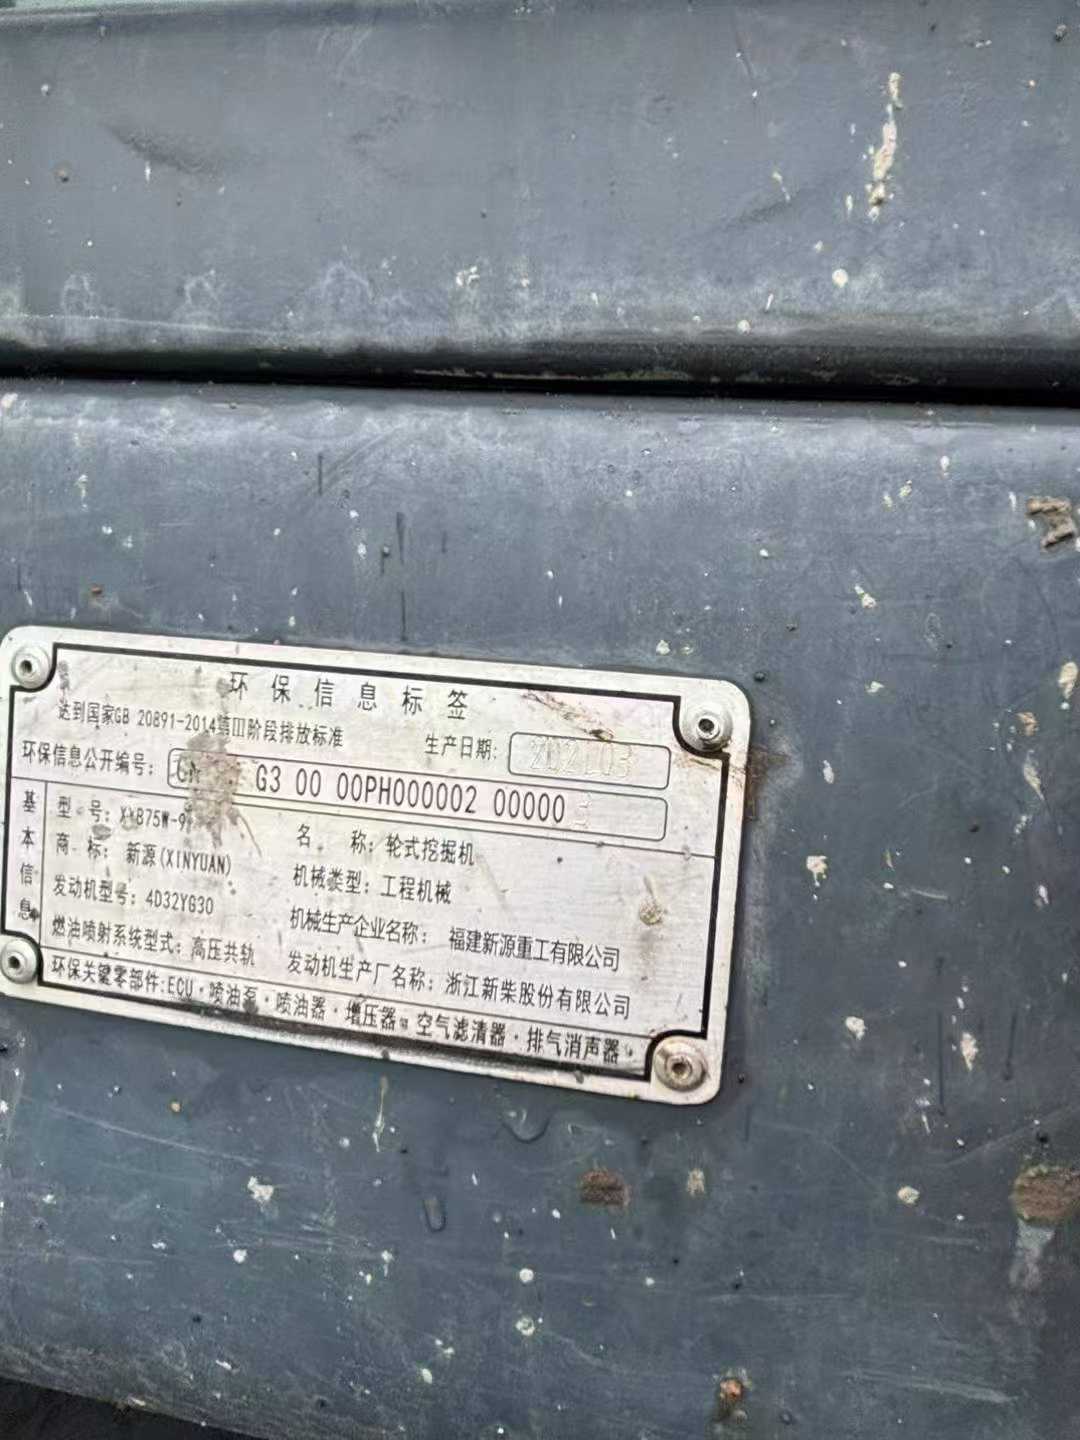 环保信息标签
达到国家GB 20891-2014第Ⅲ阶段排放标准
生产日期: 202103
环保信息公开编号: G3 00 00PH000002 00000
基本信息
型 号: 75W-9
名 称: 轮式挖掘机
商 标: 新源(XINYUAN)
机械类型: 工程机械
发动机型号: 4D32YG30
机械生产企业名称: 福建新源重工有限公司
燃油喷射系统型式: 高压共轨
发动机生产厂名称: 浙江新柴股份有限公司
环保关键零部件:ECU·喷油泵·喷油器·增压器·空气滤清器·排气消声器